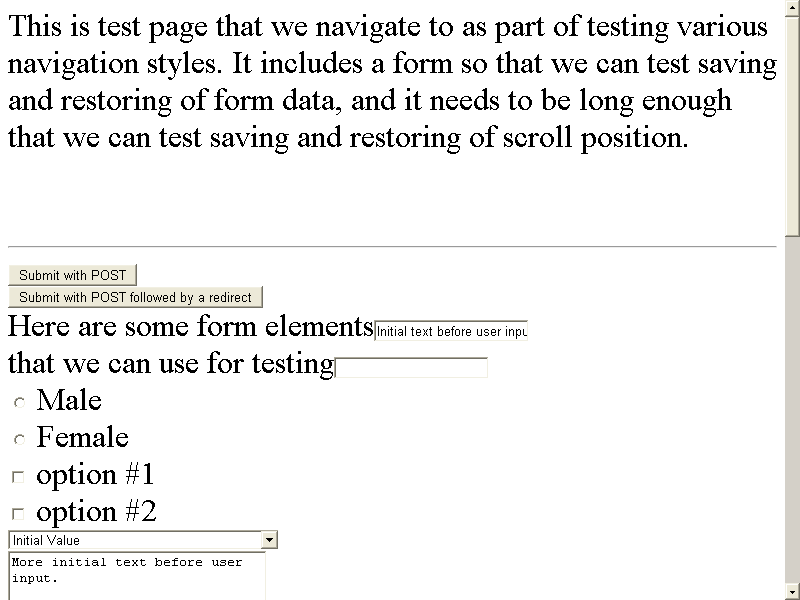 This is test page that we navigate to as part of testing various
navigation styles. It includes a form so that we can test saving
and restoring of form data, and it needs to be long enough
that we can test saving and restoring of scroll position.
Submit with POST
Submit with POST followed by a redirect
Here are some form elements Initial text before user inpu
that we can use for testing
Male
Female
option #1
option #2
Initial Value
More initial text before user
input.